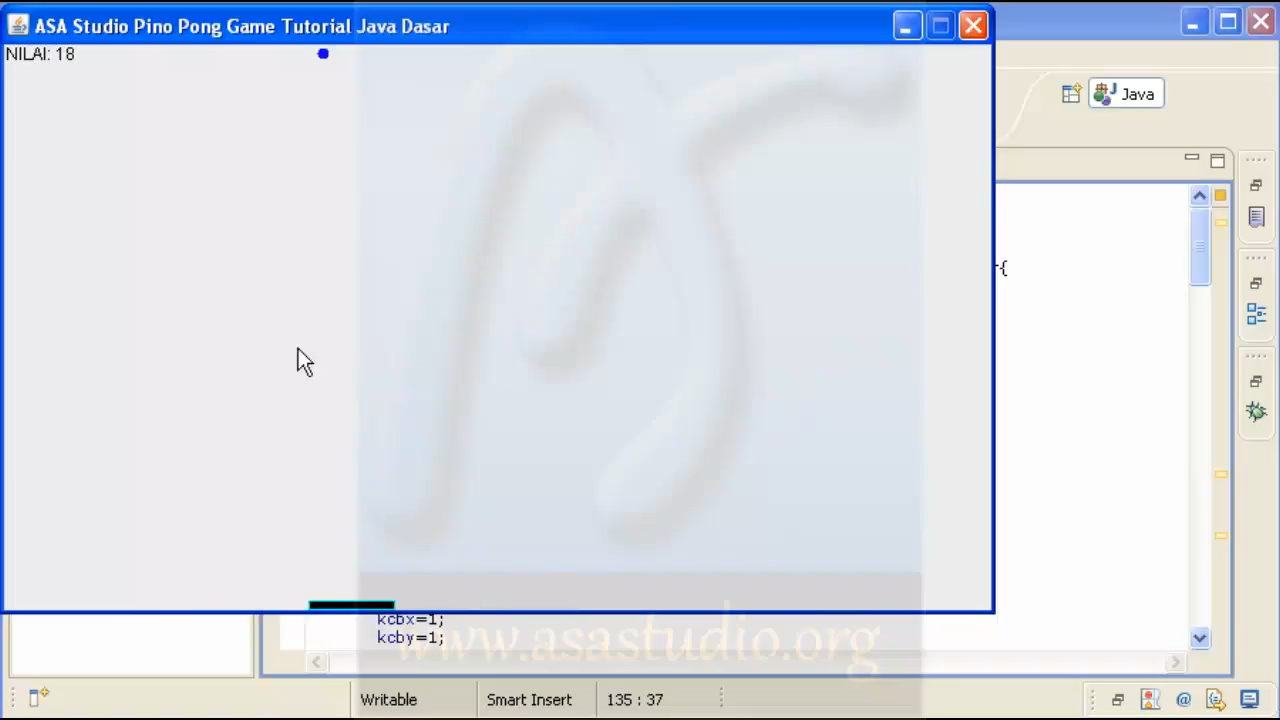 ASA Studio Pino Pong Game Tutorial Java Dasar
NILAI: 18
Java
r{
kcbx=1;
kcby=1;
www.asastudio.org
Writable
Smart Insert
135 : 37